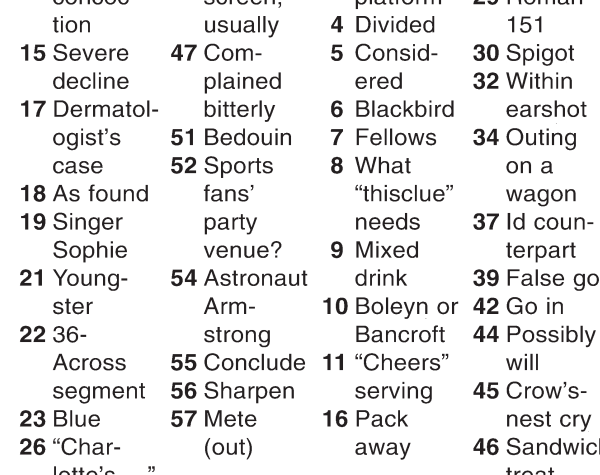 tion
15 Severe
decline
17 Dermatol-
ogist's
case
18 As found
19 Singer
Sophie
21 Young-
ster
22 36-
Across
segment
23 Blue
26 “Char-
usually
47 Com-
plained
bitterly
51 Bedouin
52 Sports
fans'
party
venue?
54 Astronaut
Arm-
strong
55 Conclude
56 Sharpen
57 Mete
(out)
platform
4 Divided
5 Consid-
ered
6 Blackbird
7 Fellows
8 What
“thisclue”
needs
9 Mixed
drink
10 Boleyn or
Bancroft
11 “Cheers”
serving
16 Pack
away
151
30 Spigot
32 Within
earshot
34 Outing
on a
wagon
37 Id coun-
terpart
39 False go
42 Go in
44 Possibly
will
45 Crow's-
nest cry
46 Sandwic